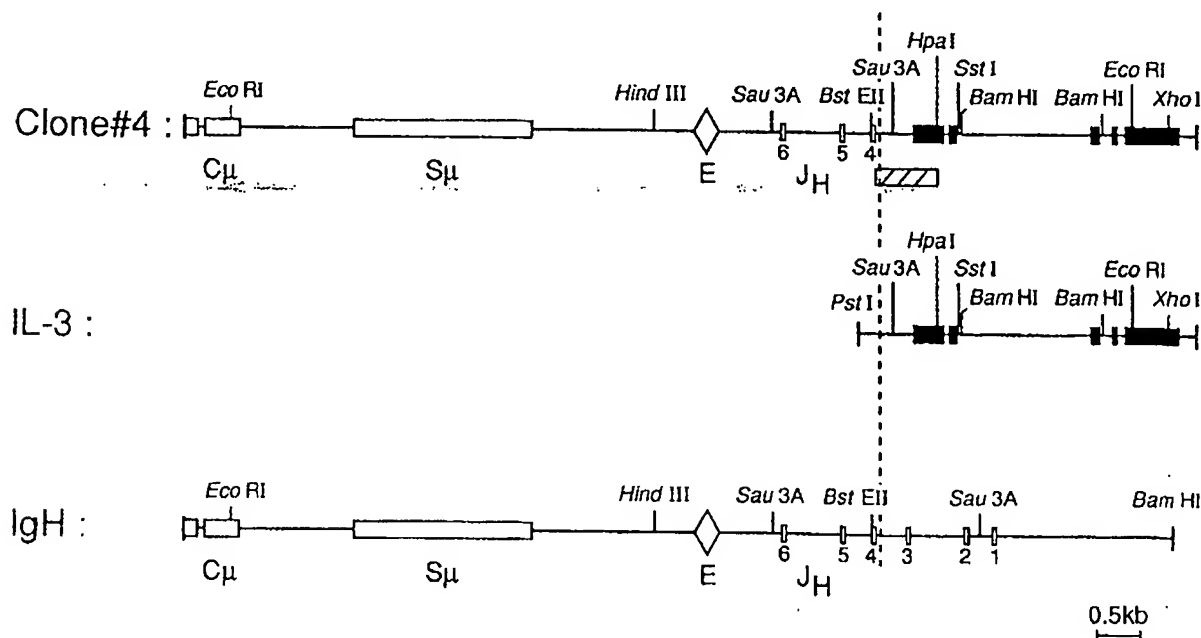 Hpa I
Sau 3A Sst I Eco RI
Eco RI Hind III Sau 3A Bst EII Bam HI Bam HI Xho I
Clone#4 :
6 5 4
Cμ Sμ E JH
Hpa I
Sau 3A Sst I Eco RI
Pst I Bam HI Bam HI Xho I
IL-3 :
Eco RI Hind III Sau 3A Bst EII Sau 3A Bam HI
IgH :
6 5 4 3 2 1
Cμ Sμ E JH
0.5kb